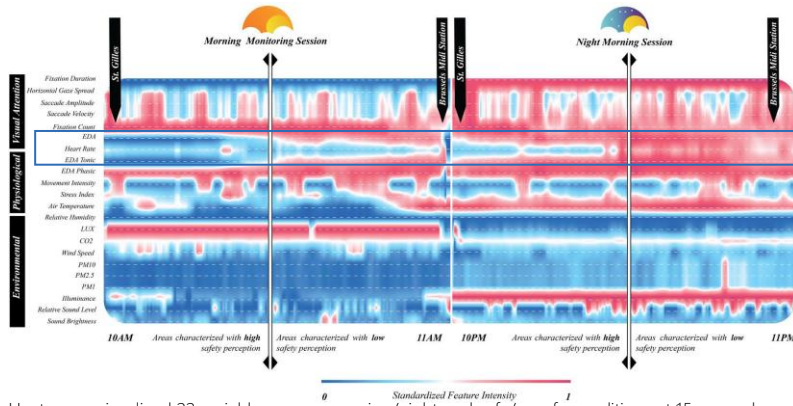 Morning Monitoring Session
Night Morning Session
St. Gilles
Brussels Midi Station
St. Gilles
Brussels Midi Station
Visual Attention
Fixation Duration
Horizontal Gaze Spread
Saccade Amplitude
Saccade Velocity
Fixation Count
Physiological
EDA
Heart Rate
EDA Tonic
EDA Phasic
Movement Intensity
Stress Index
Environmental
Air Temperature
Relative Humidity
LUX
CO2
Wind Speed
PM10
PM2.5
PM1
Illuminance
Relative Sound Level
Sound Brightness
10AM
Areas characterized with high
safety perception
Areas characterized with low
safety perception
11AM
10PM
Areas characterized with high
safety perception
Areas characterized with low
safety perception
11PM
0
Standardized Feature Intensity
1